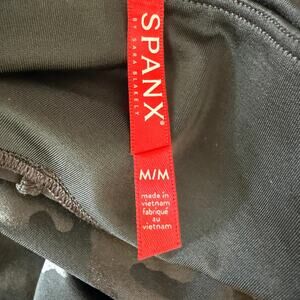 SPANX®
BY SARA BLAKELY
M/M
made in
vietnam
fabriqué
au
vietnam